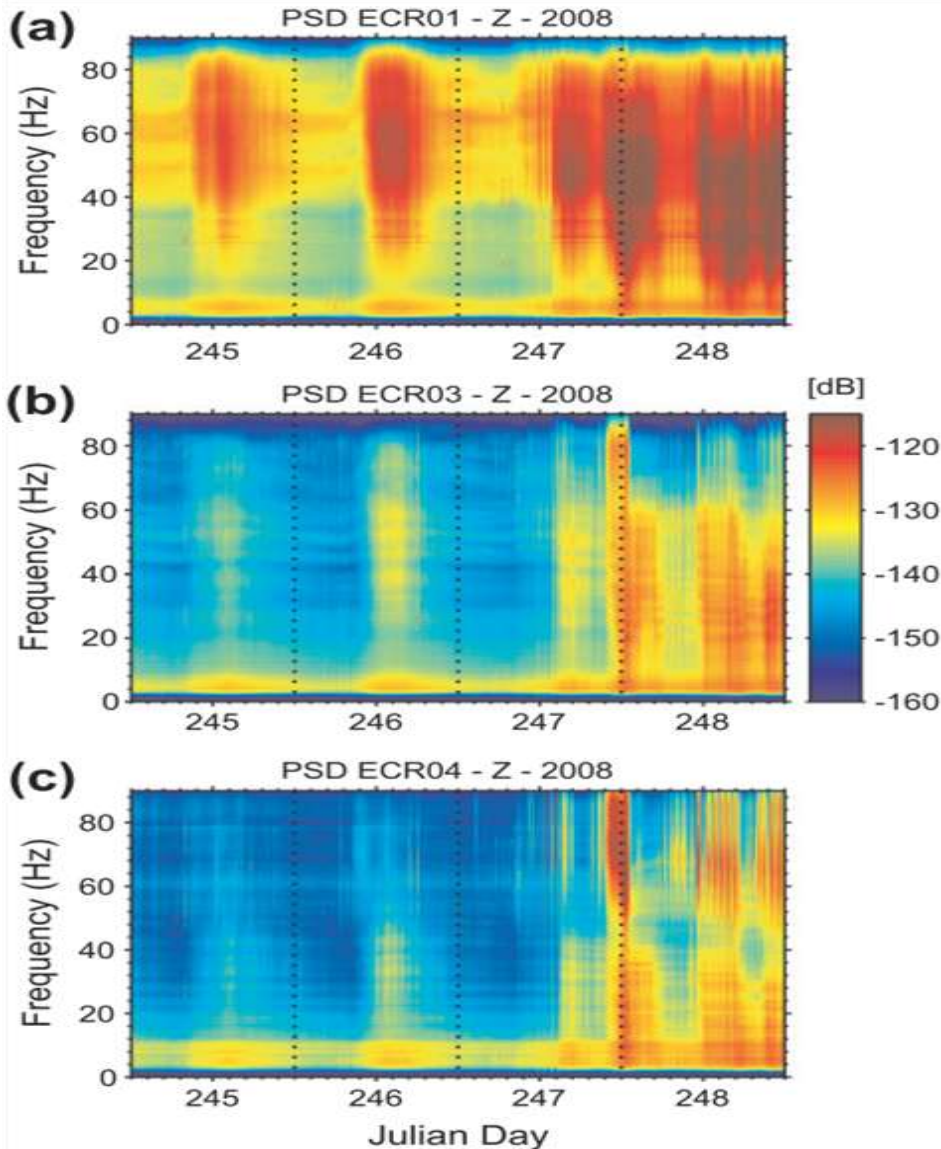 (a)
PSD ECR01 - Z - 2008
Frequency (Hz)
80
60
40
20
0
245 246 247 248
(b)
PSD ECR03 - Z - 2008
[dB]
Frequency (Hz)
80
60
40
20
0
-120
-130
-140
-150
-160
245 246 247 248
(c)
PSD ECR04 - Z - 2008
Frequency (Hz)
80
60
40
20
0
245 246 247 248
Julian Day